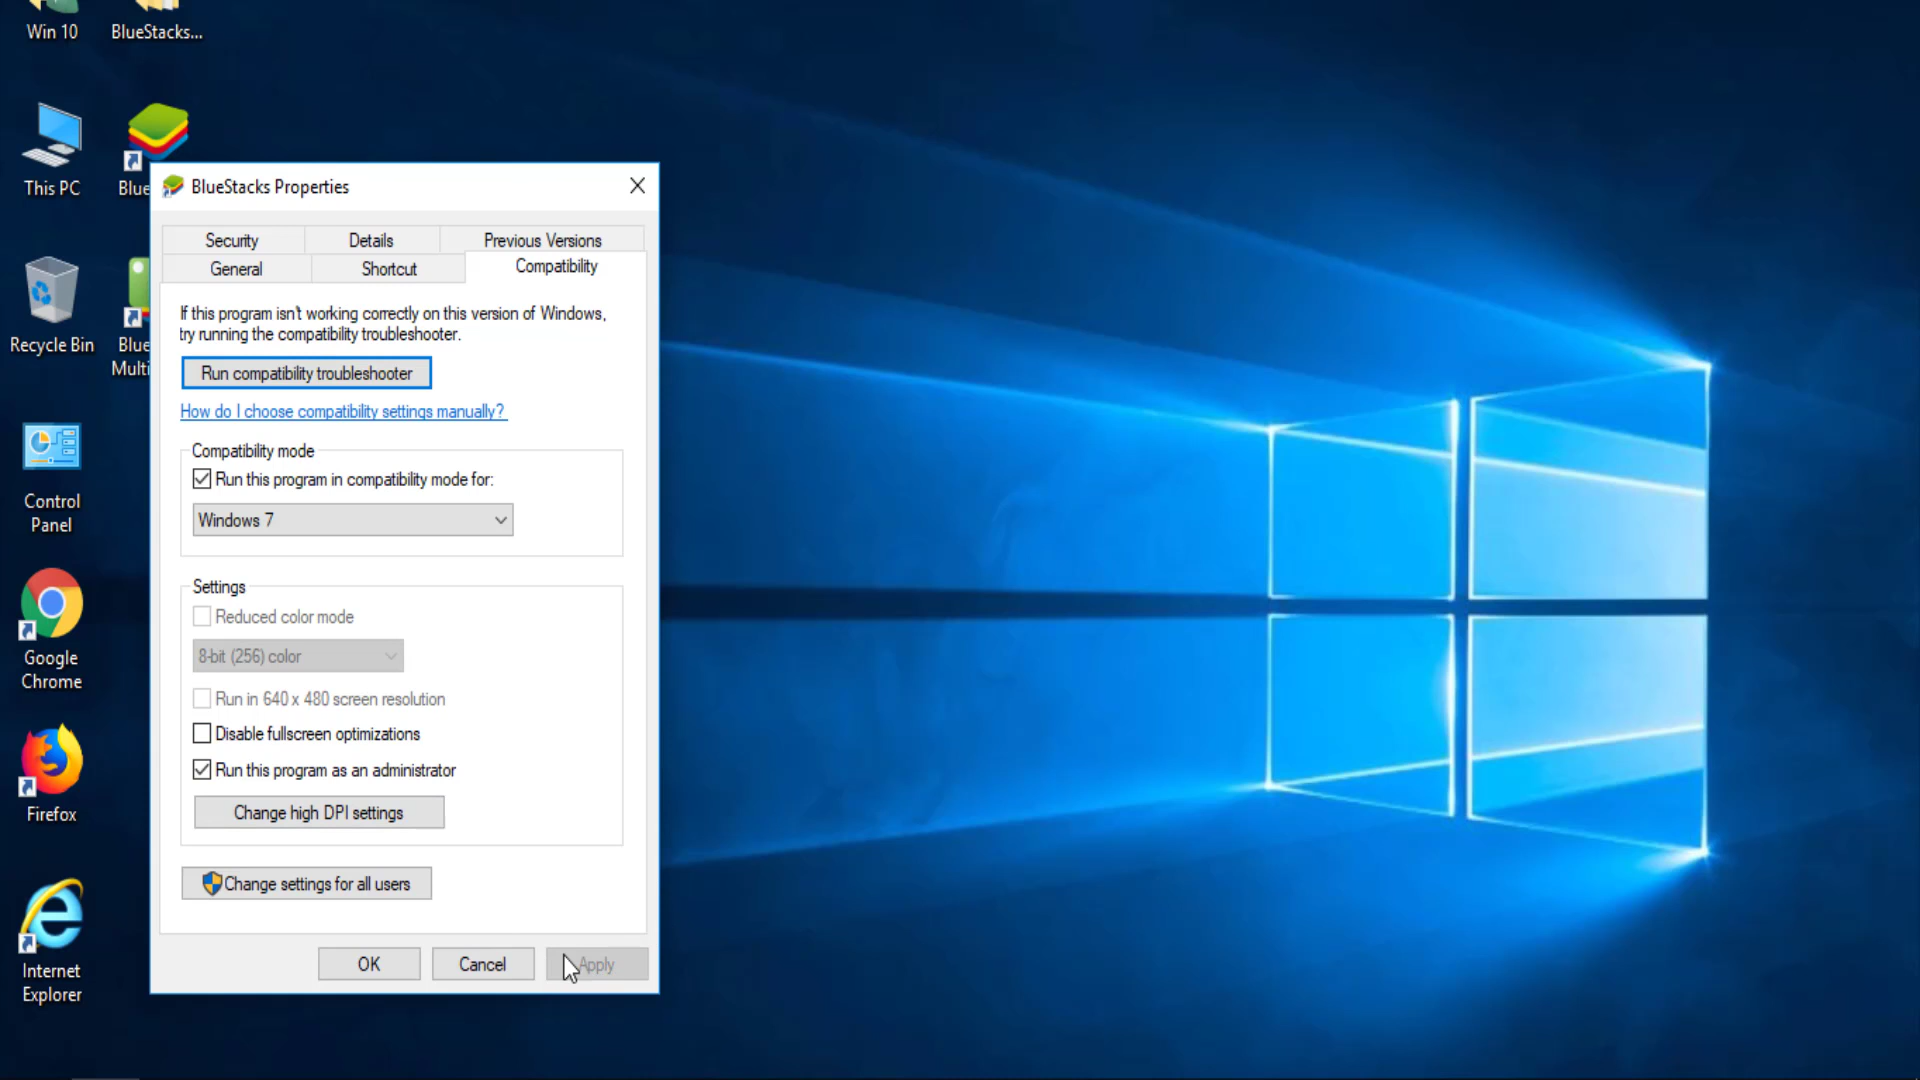 Win 10
BlueStacks...
This PC
Blue
Recycle Bin
Blue
Multi
Control
Panel
Google
Chrome
Firefox
Internet
Explorer
BlueStacks Properties
Security
Details
Previous Versions
General
Shortcut
Compatibility
If this program isn't working correctly on this version of Windows,
try running the compatibility troubleshooter.
Run compatibility troubleshooter
How do I choose compatibility settings manually?
Compatibility mode
Run this program in compatibility mode for:
Windows 7
Settings
Reduced color mode
8-bit (256) color
Run in 640 x 480 screen resolution
Disable fullscreen optimizations
Run this program as an administrator
Change high DPI settings
Change settings for all users
OK
Cancel
Apply